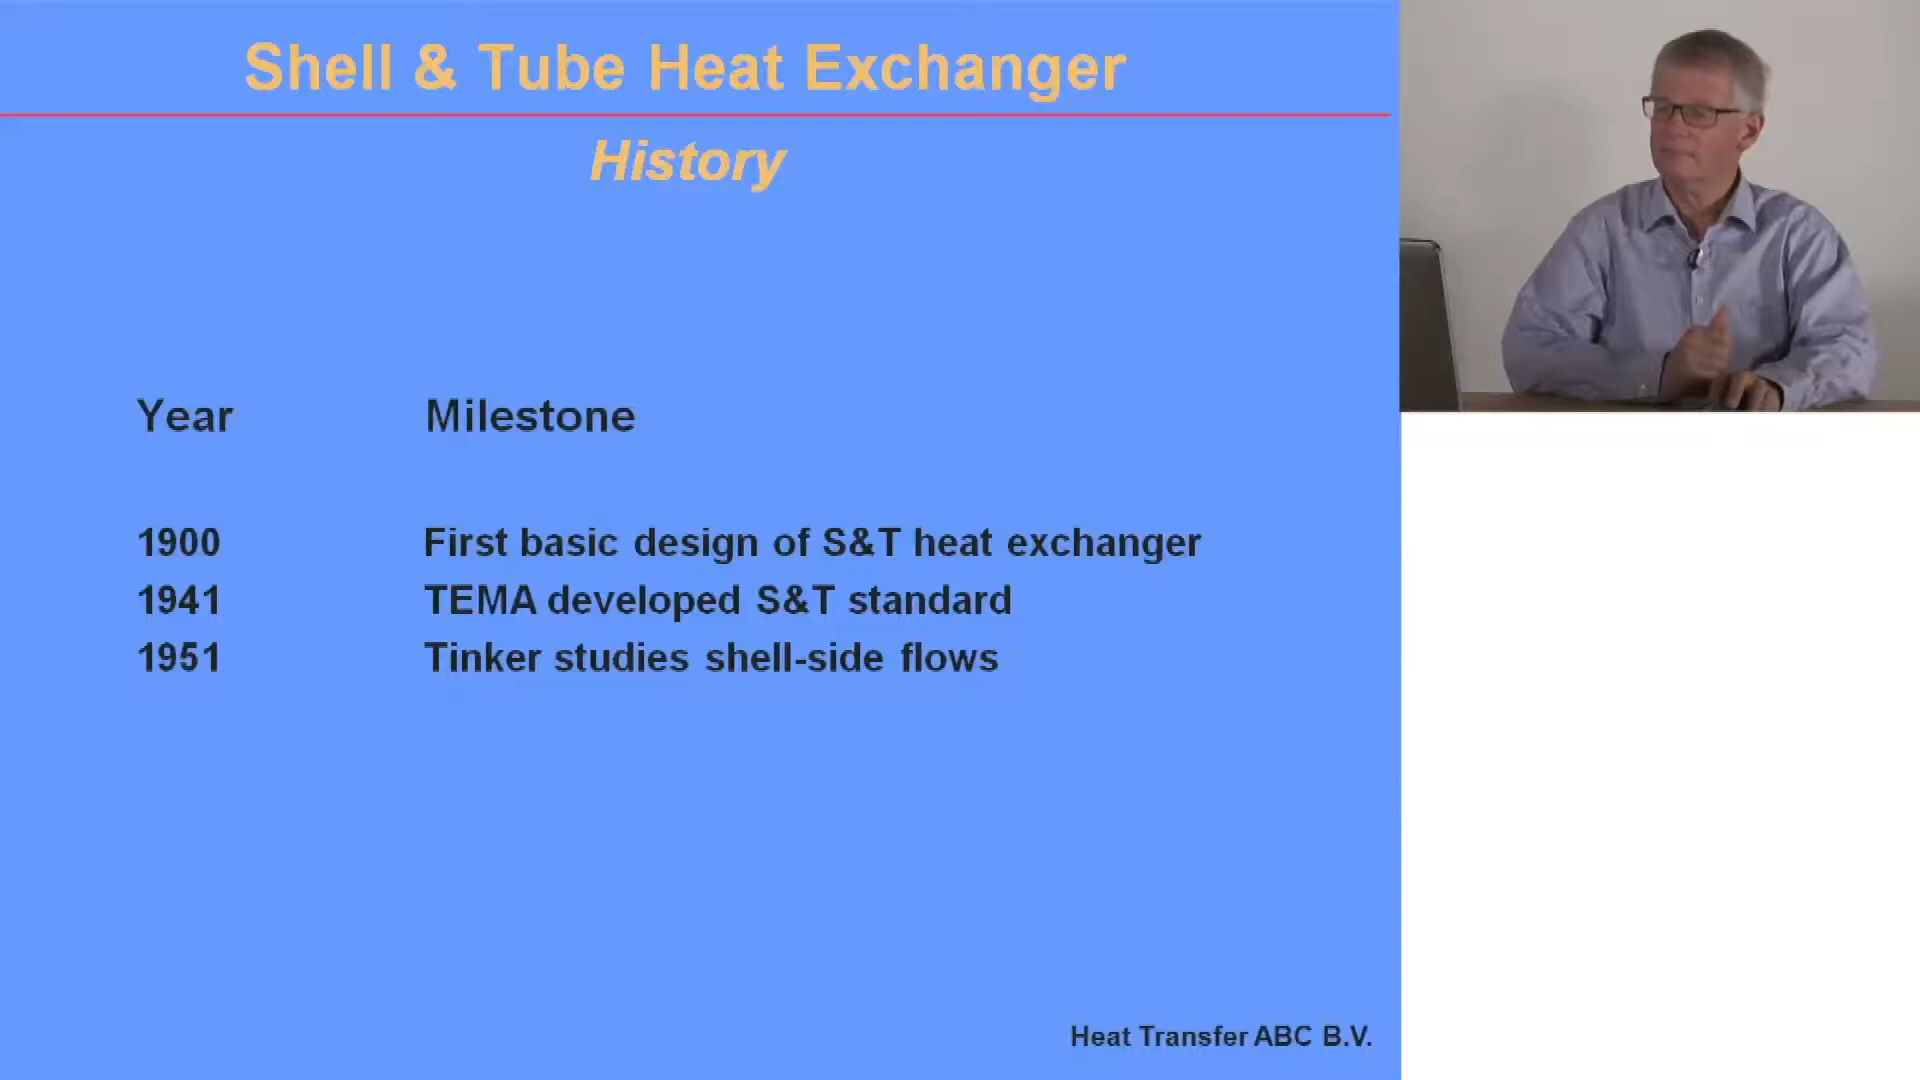 Shell & Tube Heat Exchanger
History
Year Milestone
1900 First basic design of S&T heat exchanger
1941 TEMA developed S&T standard
1951 Tinker studies shell-side flows
Heat Transfer ABC B.V.